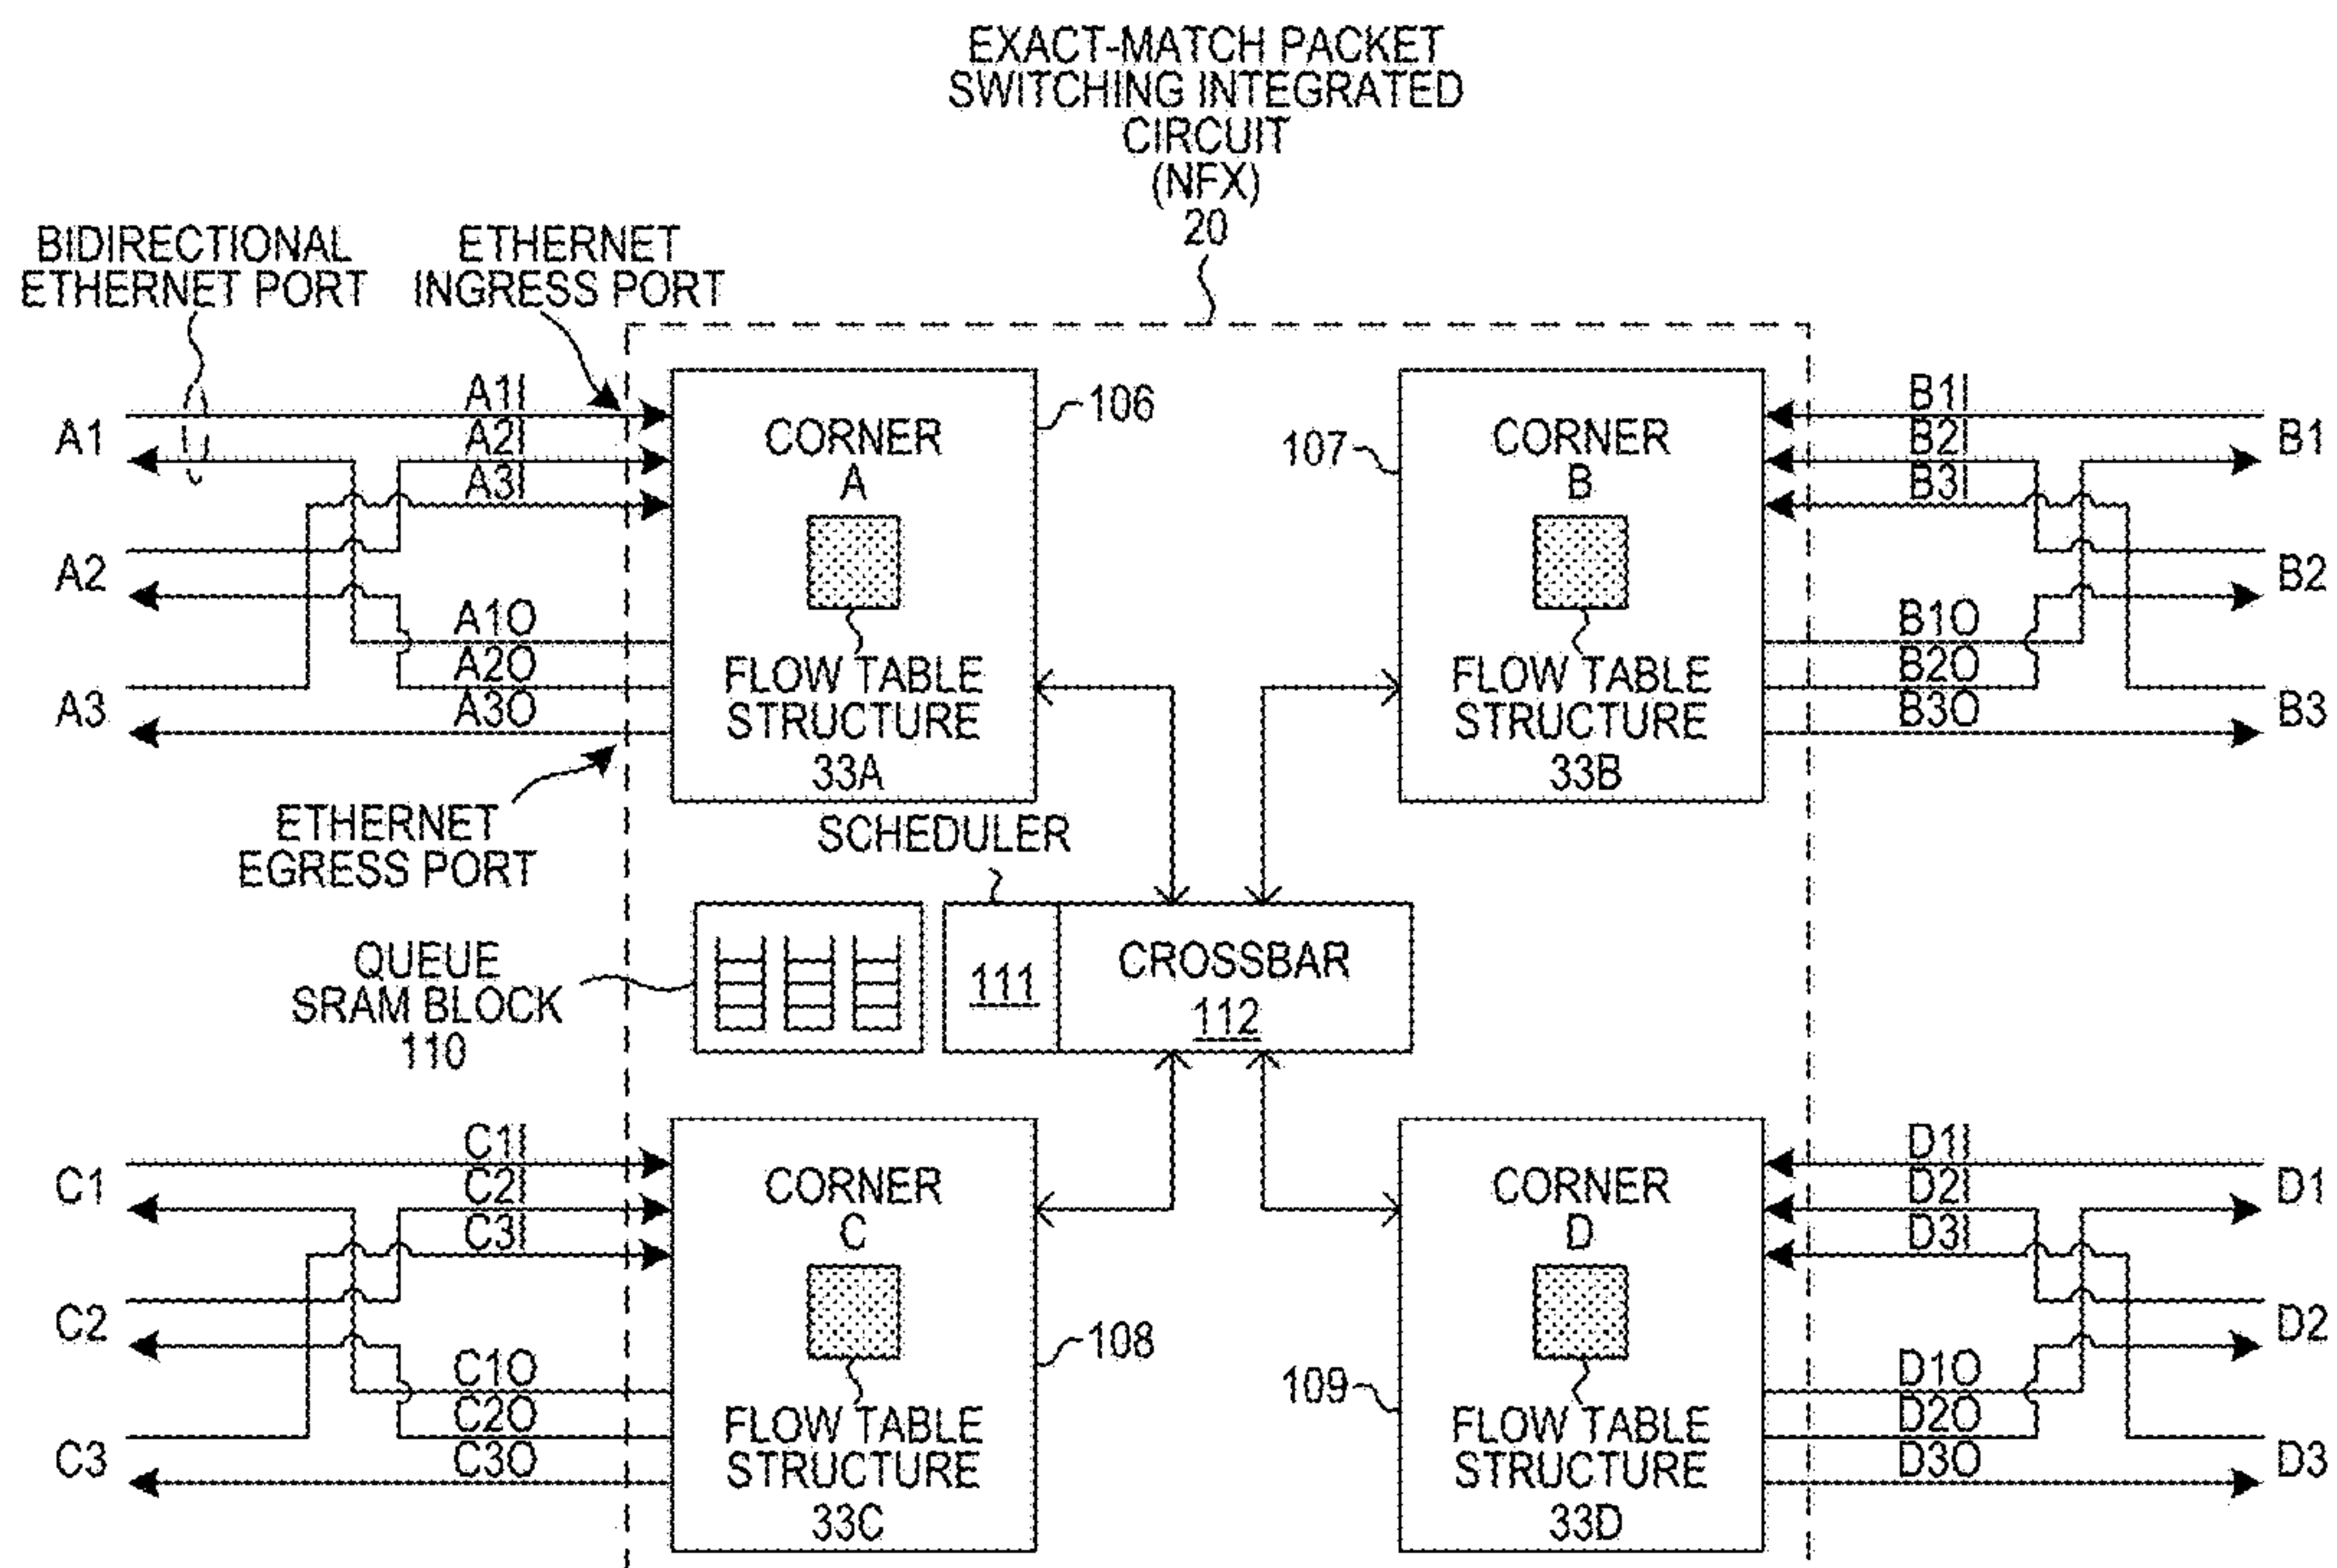 EXACT-MATCH PACKET
SWITCHING INTEGRATED
CIRCUIT
(NFX)
20
BIDIRECTIONAL
ETHERNET PORT
ETHERNET
INGRESS PORT
A1I
A2I
A3I
A1
A2
A3
A1O
A2O
A3O
CORNER
A
106
FLOW TABLE
STRUCTURE
33A
107
CORNER
B
FLOW TABLE
STRUCTURE
33B
B1I
B2I
B3I
B1
B2
B3
B1O
B2O
B3O
ETHERNET
EGRESS PORT
SCHEDULER
QUEUE
SRAM BLOCK
110
111
CROSSBAR
112
C1I
C2I
C3I
C1
C2
C3
C1O
C2O
C3O
CORNER
C
108
FLOW TABLE
STRUCTURE
33C
109
CORNER
D
FLOW TABLE
STRUCTURE
33D
D1I
D2I
D3I
D1
D2
D3
D1O
D2O
D3O